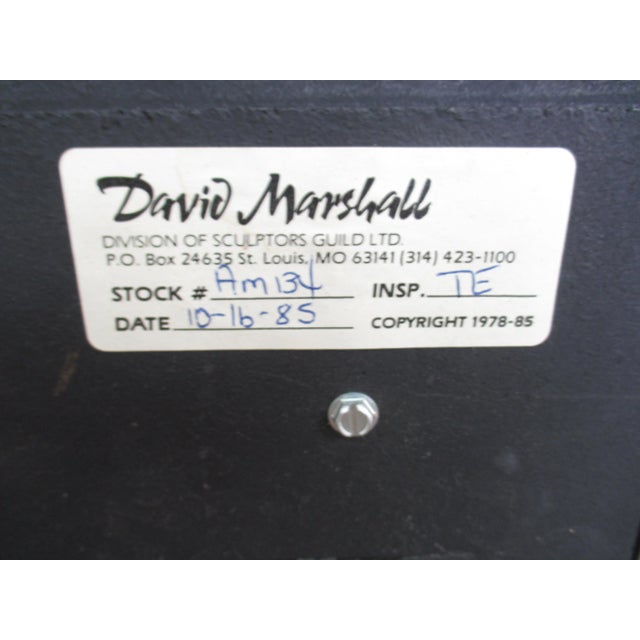 David Marshall
DIVISION OF SCULPTORS GUILD LTD.
P.O. Box 24635 St. Louis, MO 63141 (314) 423-1100
STOCK # Am134 INSP. TE
DATE 10-16-85 COPYRIGHT 1978-85